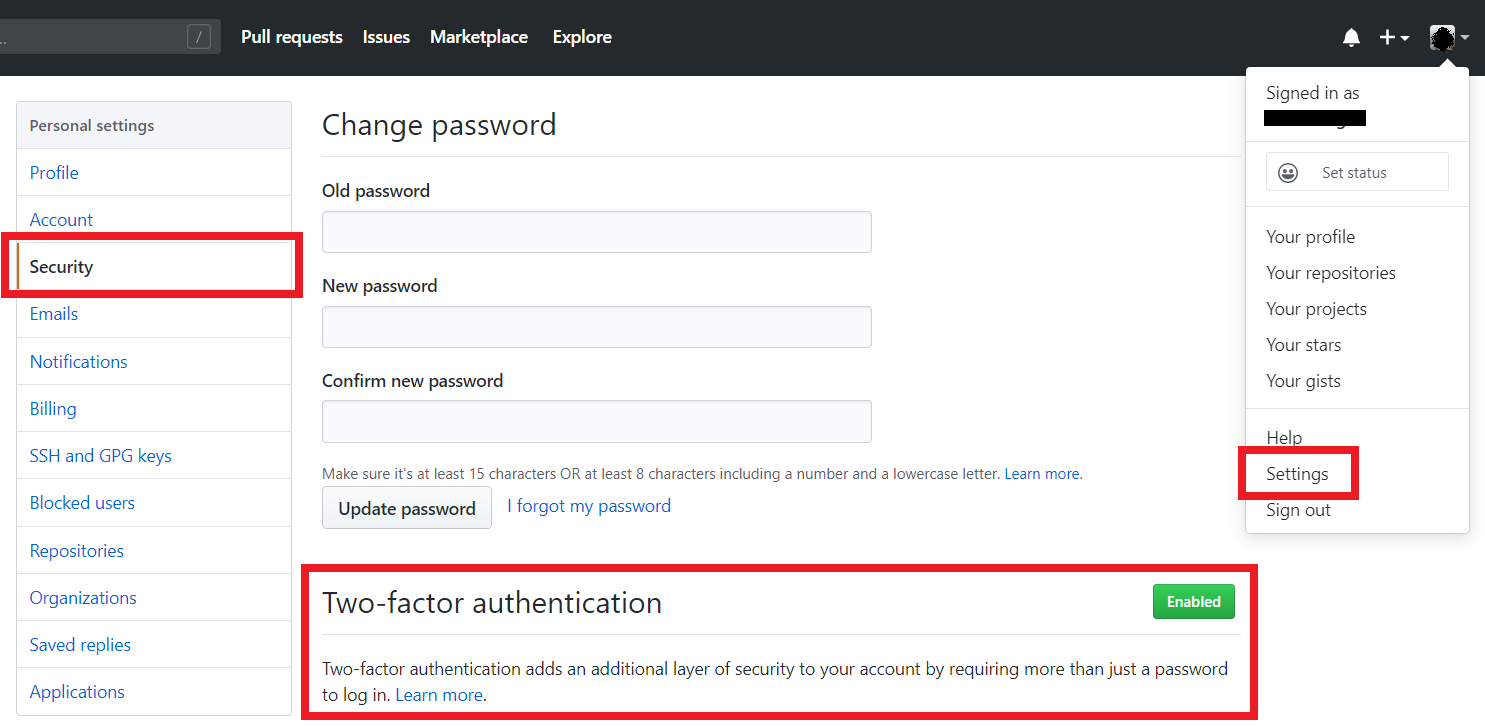 ..
/
Pull requests
Issues
Marketplace
Explore
Personal settings
Profile
Account
Security
Emails
Notifications
Billing
SSH and GPG keys
Blocked users
Repositories
Organizations
Saved replies
Applications
Change password
Old password
New password
Confirm new password
Make sure it's at least 15 characters OR at least 8 characters including a number and a lowercase letter. Learn more.
Update password
I forgot my password
Two-factor authentication
Enabled
Two-factor authentication adds an additional layer of security to your account by requiring more than just a password
to log in. Learn more.
Signed in as
Set status
Your profile
Your repositories
Your projects
Your stars
Your gists
Help
Settings
Sign out